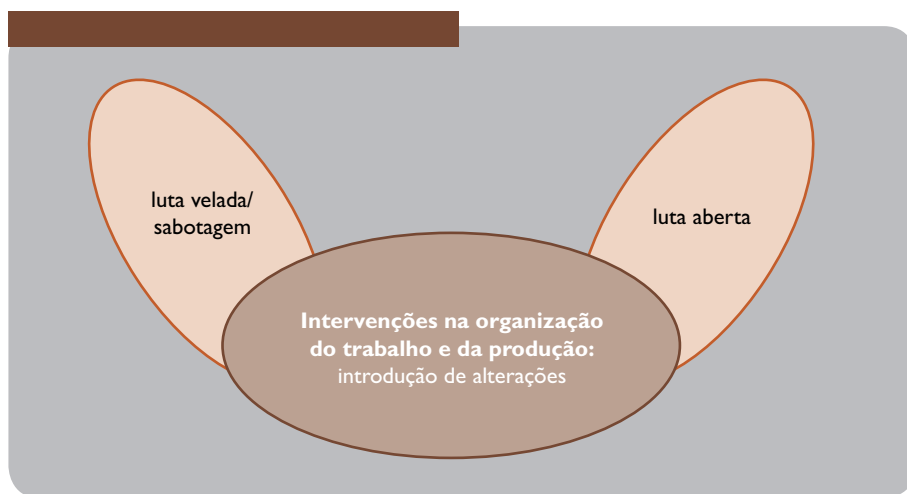 luta velada/
sabotagem
luta aberta
Intervenções na organização
do trabalho e da produção:
introdução de alterações